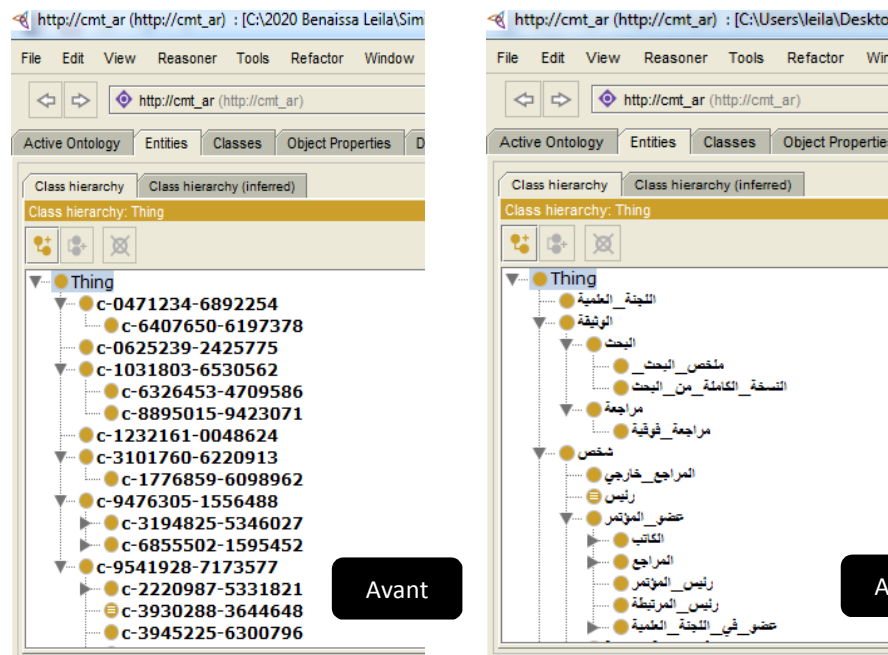 http://cmt_ar (http://cmt_ar) : [C:\2020 Benaissa Leila\Sim
File Edit View Reasoner Tools Refactor Window
http://cmt_ar (http://cmt_ar)
Active Ontology Entities Classes Object Properties D
Class hierarchy Class hierarchy (inferred)
Class hierarchy: Thing
Thing
c-0471234-6892254
c-6407650-6197378
c-0625239-2425775
c-1031803-6530562
c-6326453-4709586
c-8895015-9423071
c-1232161-0048624
c-3101760-6220913
c-1776859-6098962
c-9476305-1556488
c-3194825-5346027
c-6855502-1595452
c-9541928-7173577
c-2220987-5331821
c-3930288-3644648
c-3945225-6300796
Avant
http://cmt_ar (http://cmt_ar) : [C:\Users\leila\Deskto
File Edit View Reasoner Tools Refactor Win
http://cmt_ar (http://cmt_ar)
Active Ontology Entities Classes Object Propertie
Class hierarchy Class hierarchy (inferred)
Class hierarchy: Thing
Thing
اللجنة_العلمية
الوثيقة
البحث
ملخص_البحث_
النسخة_الكاملة_من_البحث
مراجعة
مراجعة_فوقية
شخص
المراجع_خارجي
رئيس
عضو_المؤتمر
الكاتب
المراجع
رئيس_المؤتمر
رئيس_المرتبطة
عضو_في_اللجنة_العلمية
A